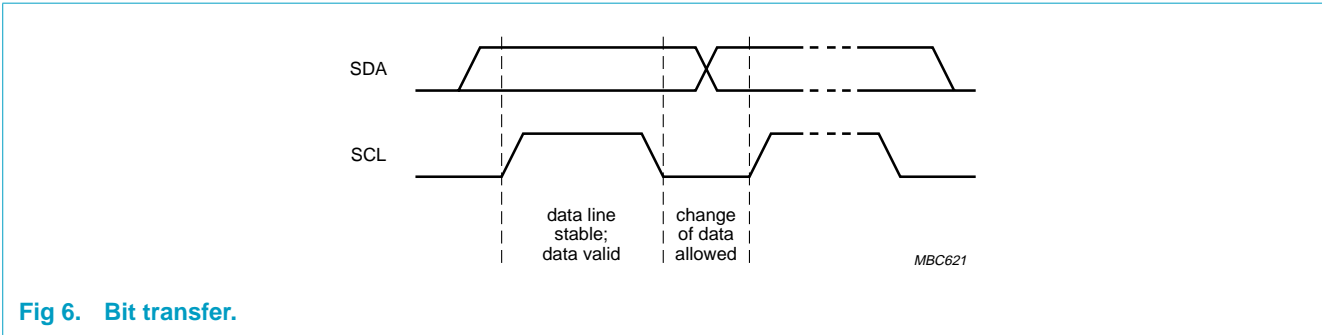 SDA
SCL
data line
stable;
data valid
change
of data
allowed
MBC621
Fig 6. Bit transfer.